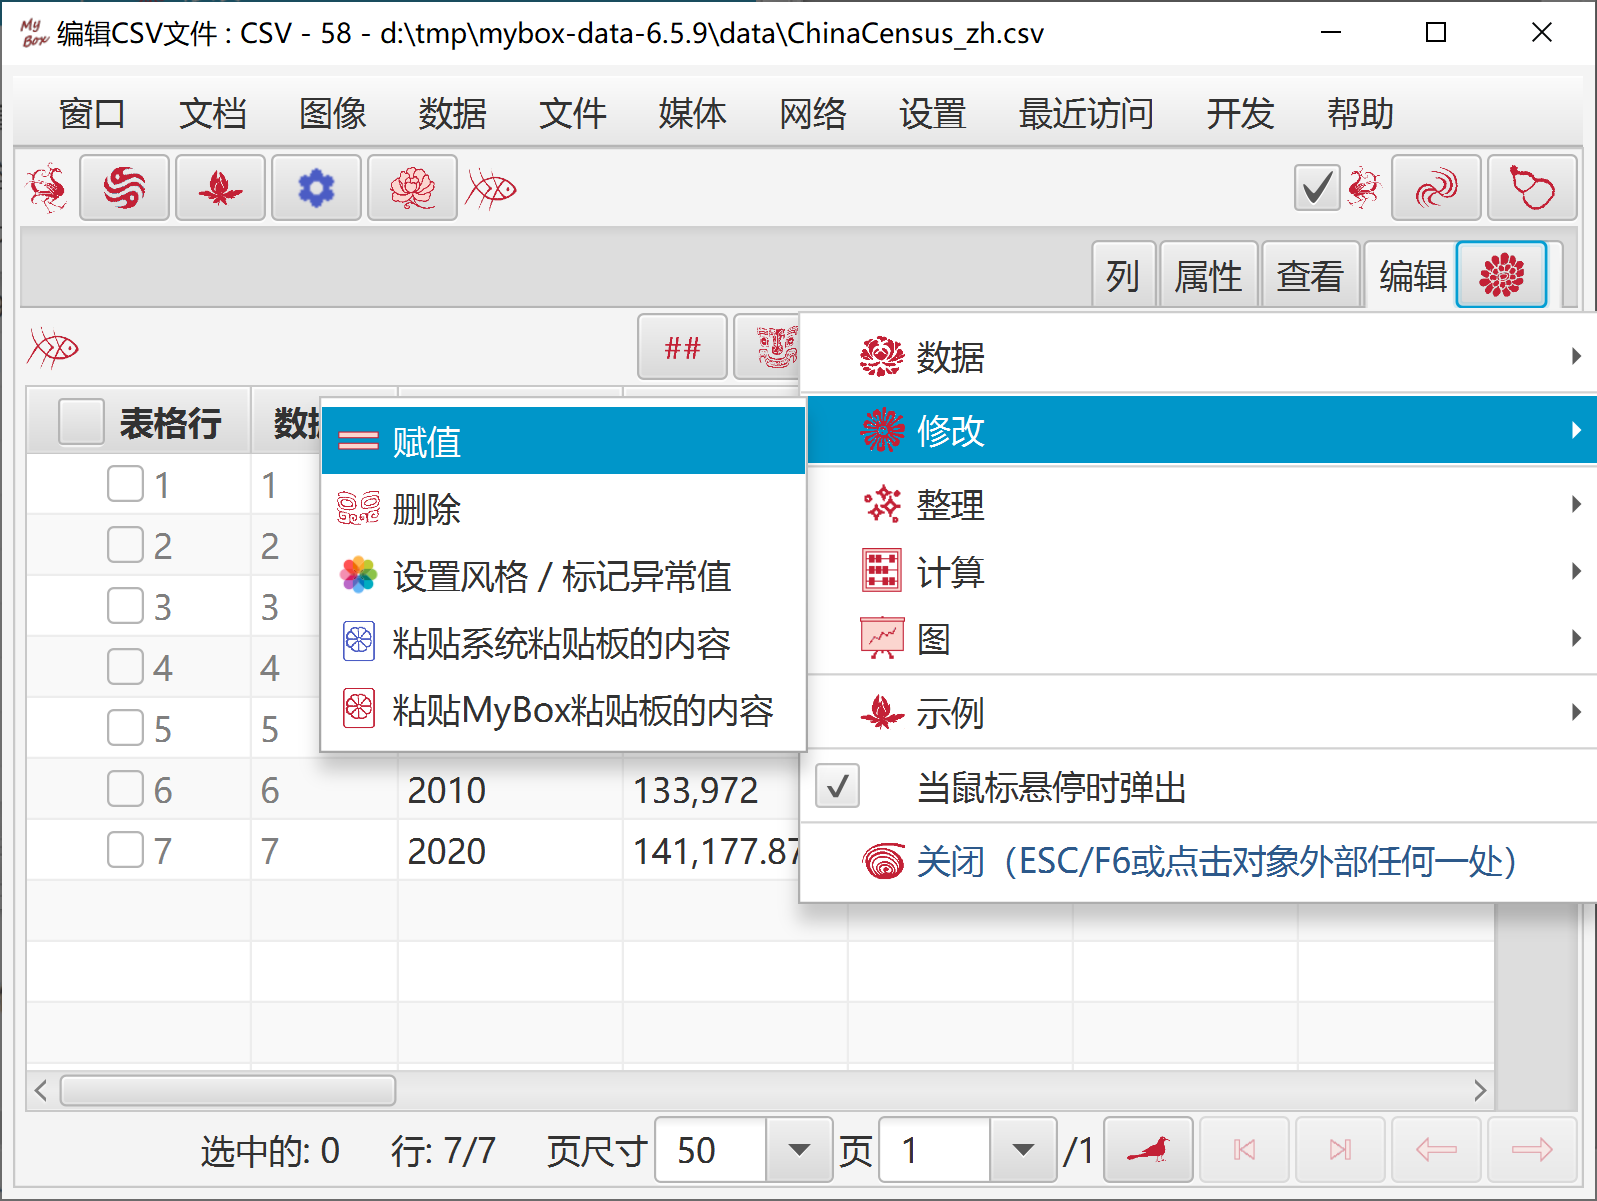 My Box 编辑CSV文件 : CSV - 58 - d:\tmp\mybox-data-6.5.9\data\ChinaCensus_zh.csv
窗口 文档 图像 数据 文件 媒体 网络 设置 最近访问 开发 帮助
列 属性 查看 编辑
##
数据
修改
整理
计算
图
示例
当鼠标悬停时弹出
关闭（ESC/F6或点击对象外部任何一处）
赋值
删除
设置风格 / 标记异常值
粘贴系统粘贴板的内容
粘贴MyBox粘贴板的内容
表格行
1 1
2 2
3 3
4 4
5 5
6 6 2010 133,972
7 7 2020 141,177.87
选中的: 0 行: 7/7 页尺寸 50 页 1 /1